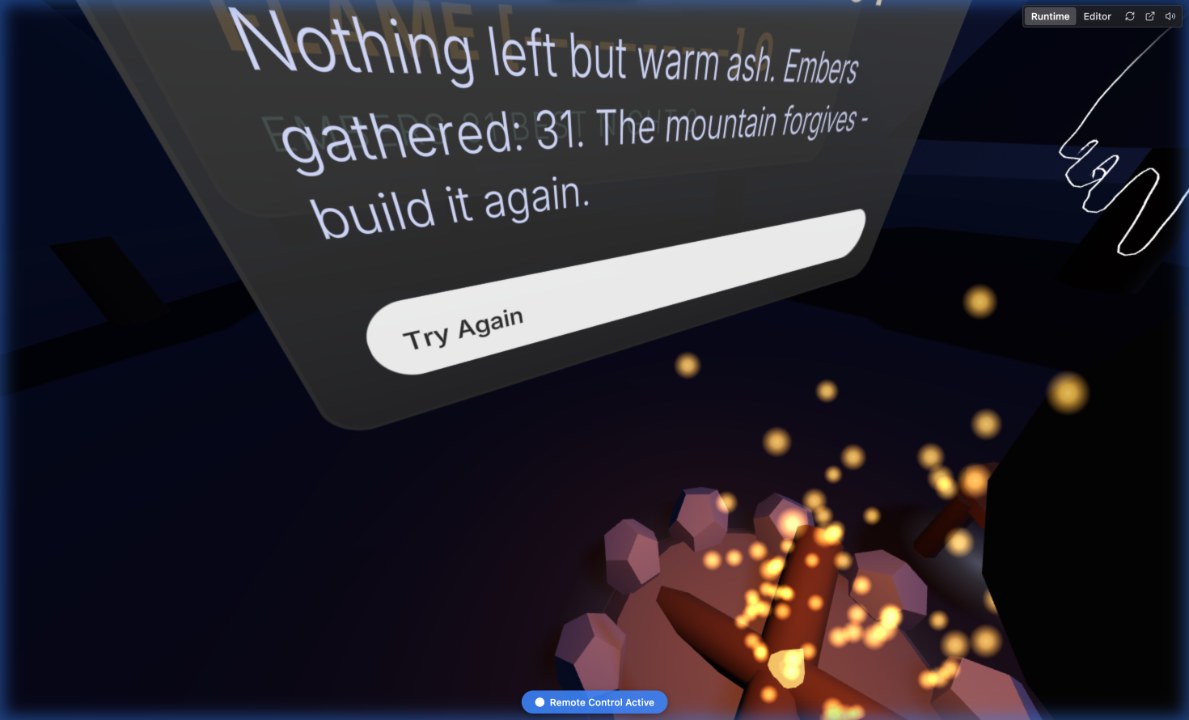 Runtime Editor
Nothing left but warm ash. Embers
gathered: 31. The mountain forgives -
build it again.
Try Again
Remote Control Active